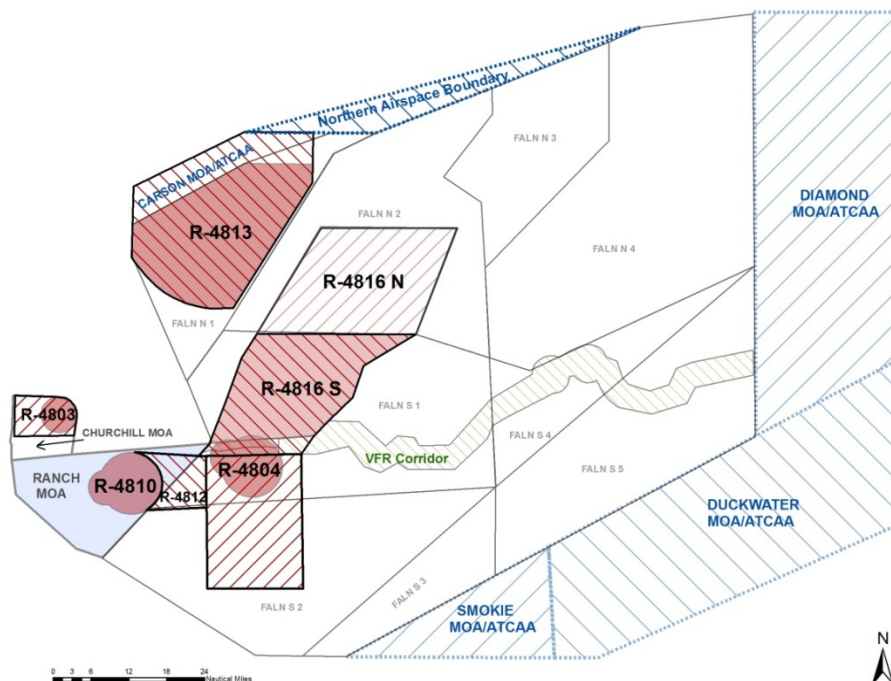 Northern Airspace Boundary
FALN N 3
CARSON MOA/ATCAA
DIAMOND
MOA/ATCAA
FALN N 2
R-4813
FALN N 4
R-4816 N
FALN N 1
R-4816 S
FALN S 1
R-4803
CHURCHILL MOA
FALN S 4
VFR Corridor
RANCH
MOA
R-4804
FALN S 5
R-4810
R-4812
DUCKWATER
MOA/ATCAA
FALN S 3
FALN S 2
SMOKIE
MOA/ATCAA
N
0 3 6 12 18 24
Nautical Miles